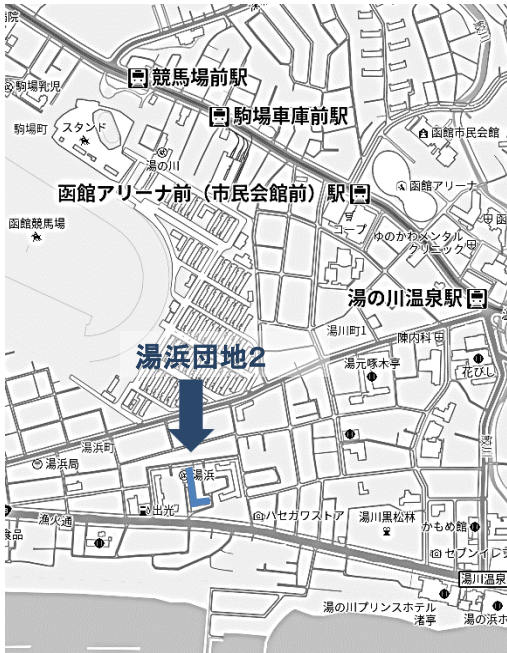 病院
競馬場前駅
駒場乳児
駒場車庫前駅
駒場町
スタンド
函館市民会館
湯の川
函館アリーナ
函館アリーナ前（市民会館前）駅
コープ
函館競馬場
ゆのかわメンタル
クリニック
湯の川温泉駅
湯川町1
陳内科
湯浜団地2
湯元啄木亭
花びし
湯浜町
湯浜局
湯浜
出光
漁火通
ハセガワストア
湯川黒松林
かもめ館
食品
セブンイレ
湯川温泉
湯の川プリンスホテル
渚亭
湯の浜ホ